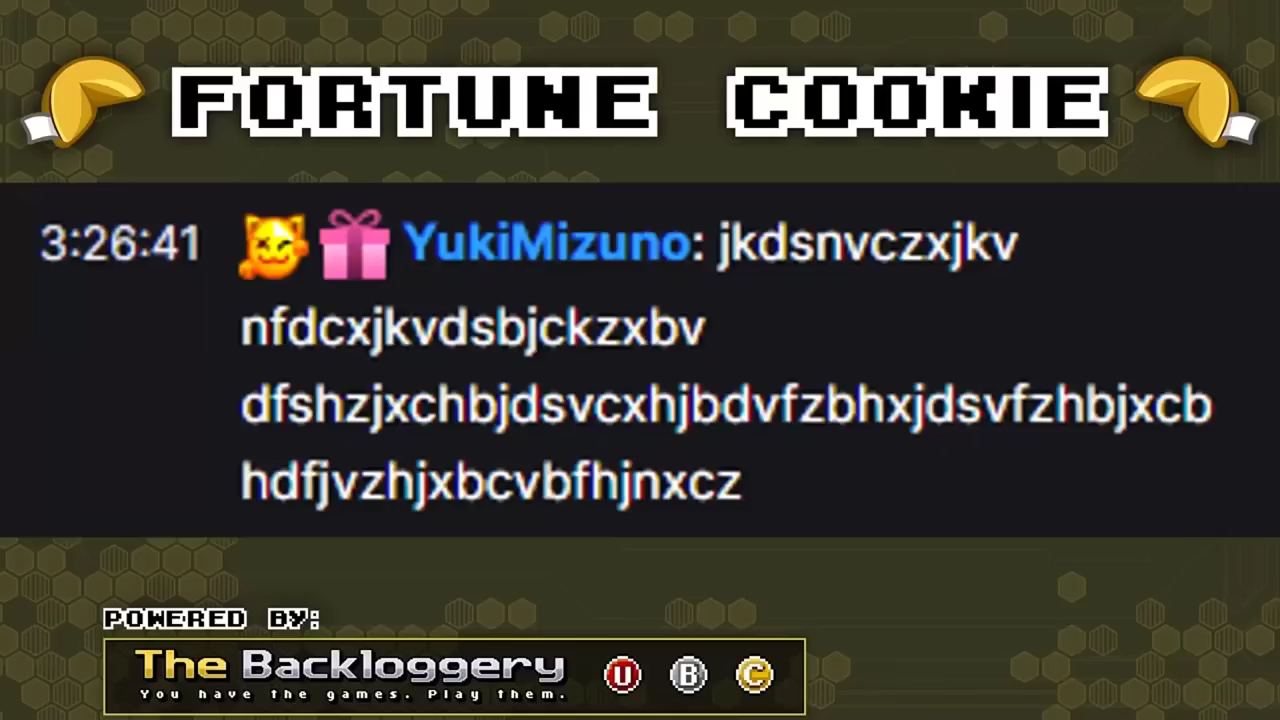 FORTUNE COOKIE
3:26:41 YukiMizuno: jkdsnvczxjkv
nfdcxjkvdsbjckzxbv
dfshzjxchbjdsvcxhjbdvfzbhxjdsvfzhbjxcb
hdfjvzhjxbcvbfhjnxcz
POWERED BY:
The Backloggery U B C
You have the games. Play them.